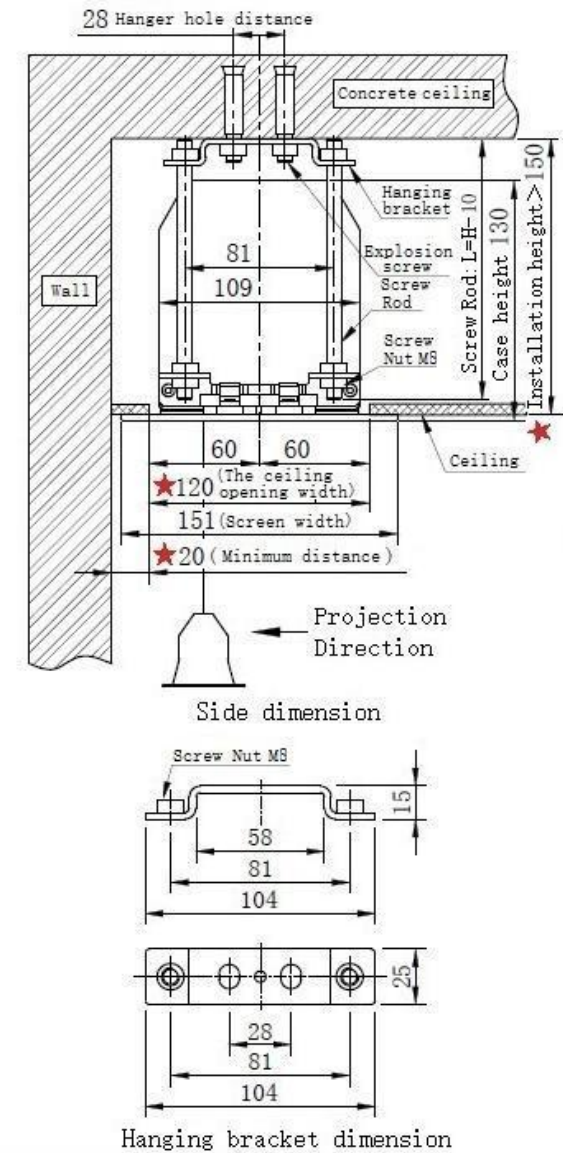 28 Hanger hole distance
Concrete ceiling
Hanging
bracket
Explosion
screw
Screw
Rod
Screw
Nut M8
Wall
81
109
Screw Rod: L=H-10
Case height 130
Installation height>150
Ceiling
60
60
★120 (The ceiling
opening width)
151 (Screen width)
★20 (Minimum distance)
Projection
Direction
Side dimension
Screw Nut M8
15
58
81
104
25
28
81
104
Hanging bracket dimension